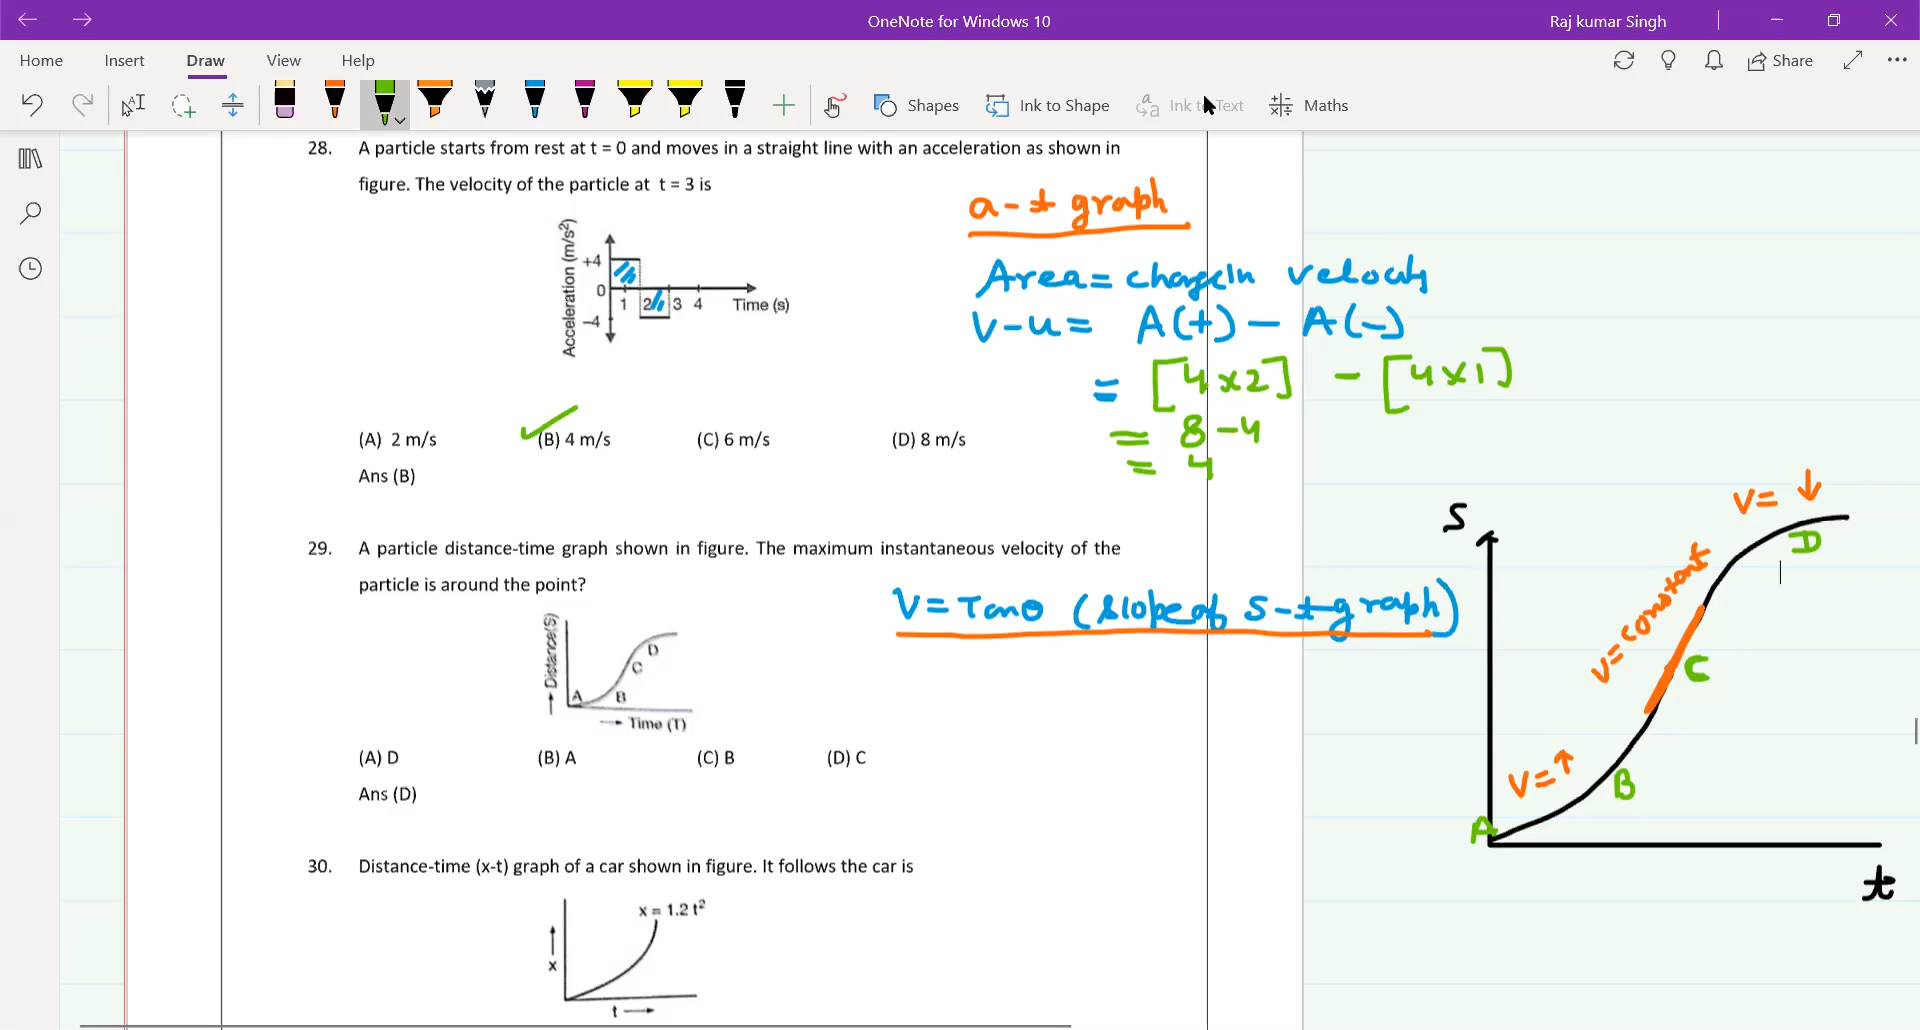 OneNote for Windows 10
Raj kumar Singh
Home Insert Draw View Help
Share
Shapes Ink to Shape Ink to Text Maths
28. A particle starts from rest at t = 0 and moves in a straight line with an acceleration as shown in
figure. The velocity of the particle at t = 3 is
a-t graph
Acceleration (m/s²)
+4
0
-4
1 2 3 4 Time (s)
Area = change in velocity
V-u = A(+) - A(-)
= [4×2] - [4×1]
= 8-4
= 4
(A) 2 m/s (B) 4 m/s (C) 6 m/s (D) 8 m/s
Ans (B)
29. A particle distance-time graph shown in figure. The maximum instantaneous velocity of the
particle is around the point?
V = Tanθ (slope of s-t graph)
Distance(S)
A B C D
Time (T)
(A) D (B) A (C) B (D) C
Ans (D)
S
V= ↓
D
V= constant
C
V= ↑
B
A
t
30. Distance-time (x-t) graph of a car shown in figure. It follows the car is
x = 1.2 t²
x
t